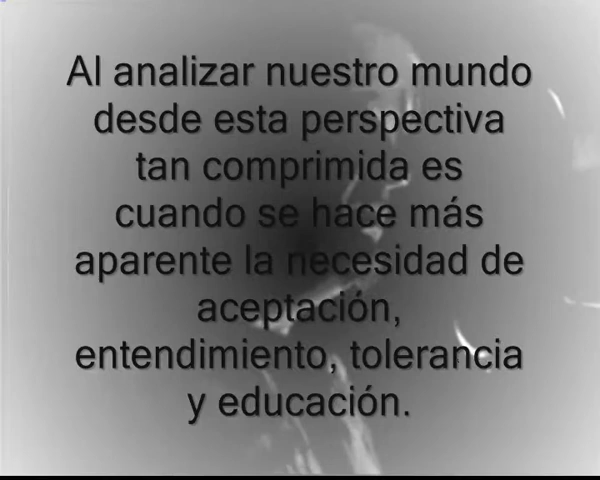 Al analizar nuestro mundo
desde esta perspectiva
tan comprimida es
cuando se hace más
aparente la necesidad de
aceptación,
entendimiento, tolerancia
y educación.